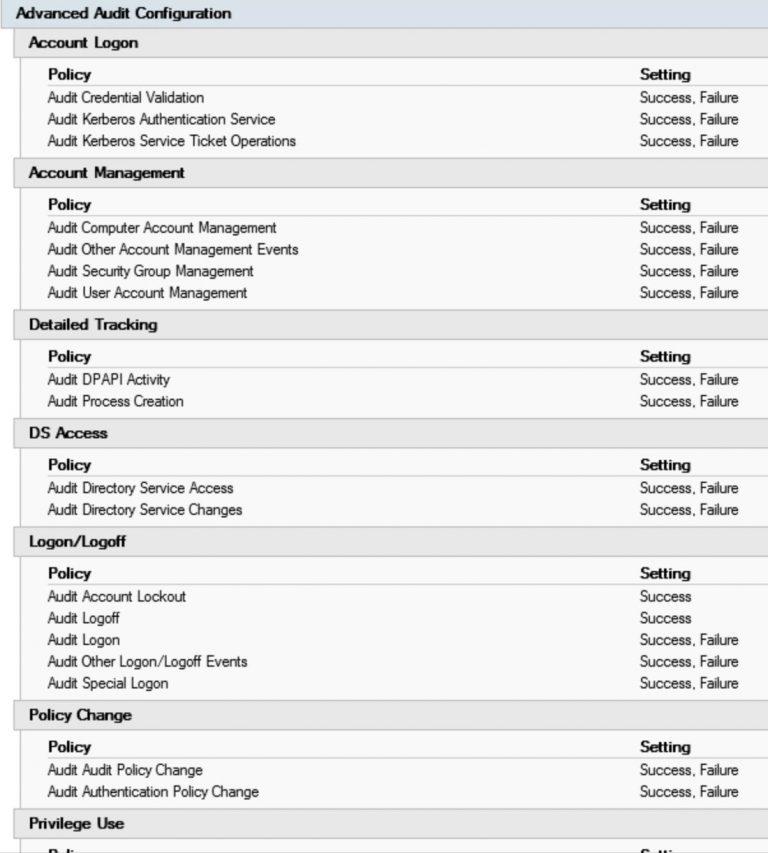 Advanced Audit Configuration
Account Logon
Policy Setting
Audit Credential Validation Success, Failure
Audit Kerberos Authentication Service Success, Failure
Audit Kerberos Service Ticket Operations Success, Failure
Account Management
Policy Setting
Audit Computer Account Management Success, Failure
Audit Other Account Management Events Success, Failure
Audit Security Group Management Success, Failure
Audit User Account Management Success, Failure
Detailed Tracking
Policy Setting
Audit DPAPI Activity Success, Failure
Audit Process Creation Success, Failure
DS Access
Policy Setting
Audit Directory Service Access Success, Failure
Audit Directory Service Changes Success, Failure
Logon/Logoff
Policy Setting
Audit Account Lockout Success
Audit Logoff Success
Audit Logon Success, Failure
Audit Other Logon/Logoff Events Success, Failure
Audit Special Logon Success, Failure
Policy Change
Policy Setting
Audit Audit Policy Change Success, Failure
Audit Authentication Policy Change Success, Failure
Privilege Use